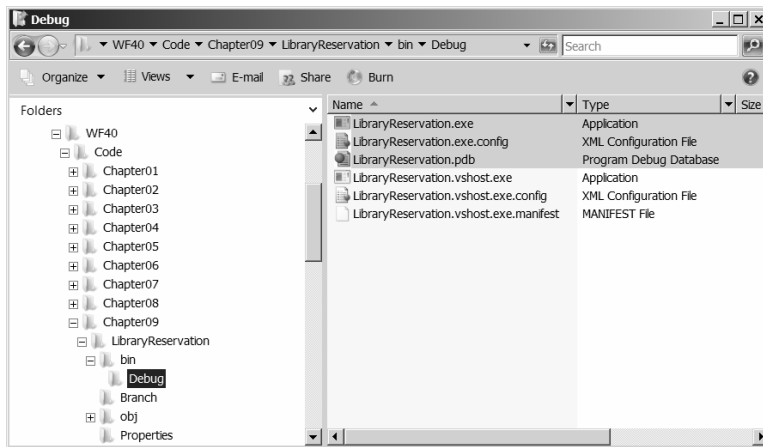 Debug
WF40 Code Chapter09 LibraryReservation bin Debug Search
Organize Views E-mail Share Burn
Folders
WF40
Code
Chapter01
Chapter02
Chapter03
Chapter04
Chapter05
Chapter06
Chapter07
Chapter08
Chapter09
LibraryReservation
bin
Debug
Branch
obj
Properties
Name Type Size
LibraryReservation.exe Application
LibraryReservation.exe.config XML Configuration File
LibraryReservation.pdb Program Debug Database
LibraryReservation.vshost.exe Application
LibraryReservation.vshost.exe.config XML Configuration File
LibraryReservation.vshost.exe.manifest MANIFEST File